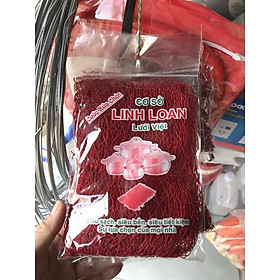 CƠ SỞ
LINH LOAN
Lưới Việt
siêu sạch, siêu bền, siêu tiết kiệm
Sự lựa chọn của mọi nhà